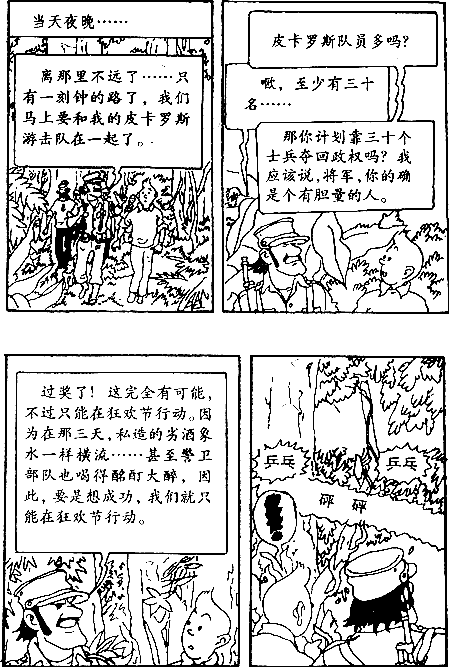 当天夜晚……
离那里不远了……只
有一刻钟的路了，我们
马上要和我的皮卡罗斯
游击队在一起了。
皮卡罗斯队员多吗？
噢，至少有三十
名……
那你计划靠三十个
士兵夺回政权吗？我
应该说，将军，你的确
是个有胆量的人。
过奖了！这完全有可能，
不过只能在狂欢节行动。因
为在那三天，私造的劣酒象
水一样横流……甚至警卫
部队也喝得酩酊大醉，因
此，要是想成功，我们就只
能在狂欢节行动。
乒乓
乒乓
砰 砰